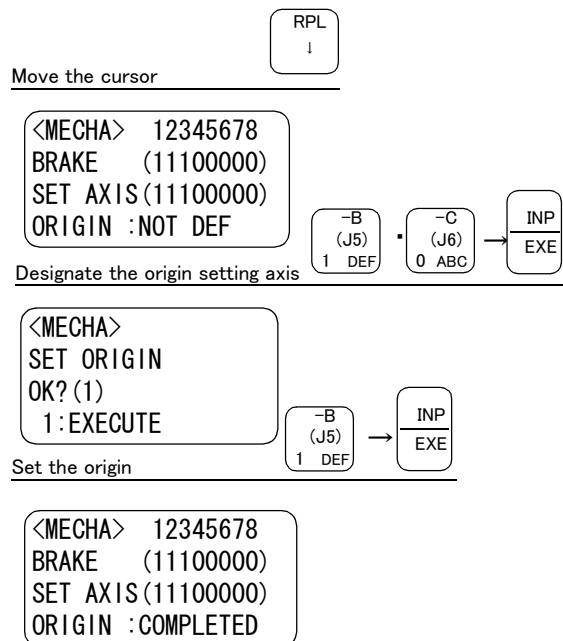 RPL
↓
Move the cursor
<MECHA> 12345678
BRAKE (11100000)
SET AXIS(11100000)
ORIGIN :NOT DEF
-B
(J5)
1 DEF
・
-C
(J6)
0 ABC
→
INP
EXE
Designate the origin setting axis
<MECHA>
SET ORIGIN
OK?(1)
1:EXECUTE
-B
(J5)
1 DEF
→
INP
EXE
Set the origin
<MECHA> 12345678
BRAKE (11100000)
SET AXIS(11100000)
ORIGIN :COMPLETED